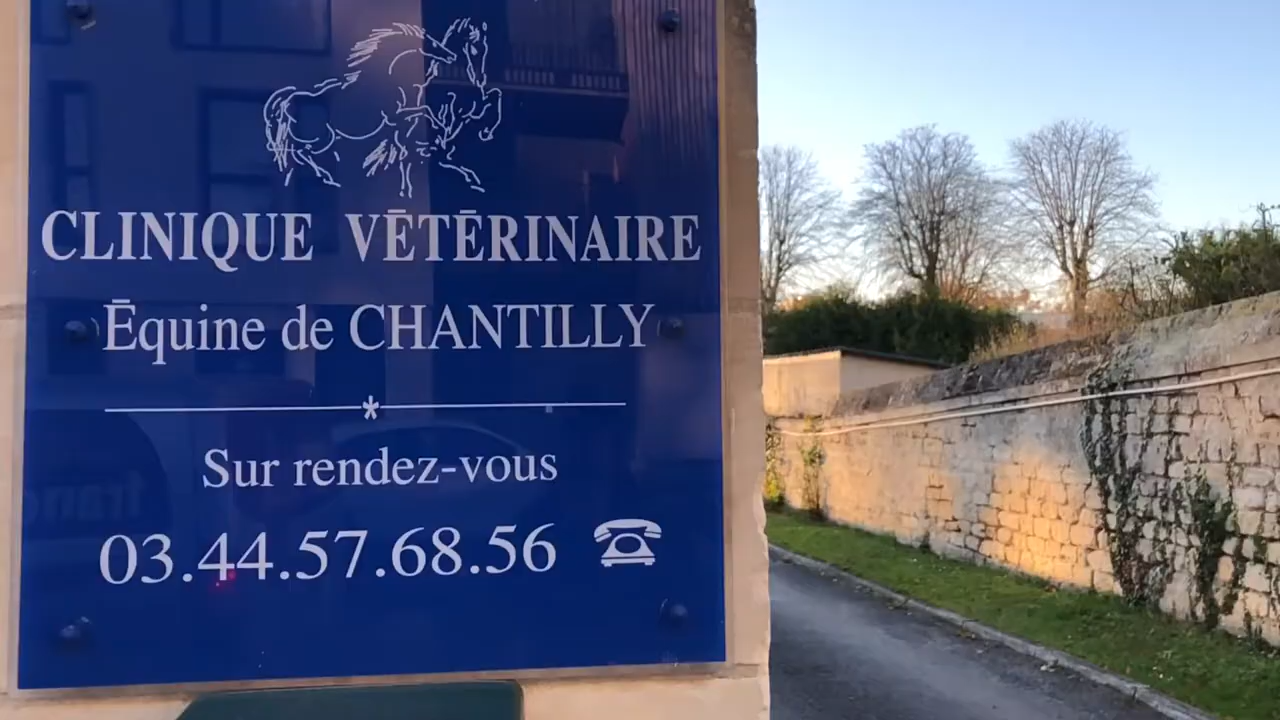 CLINIQUE VĒTĒRINAIRE
Ēquine de CHANTILLY
*
Sur rendez-vous
03.44.57.68.56